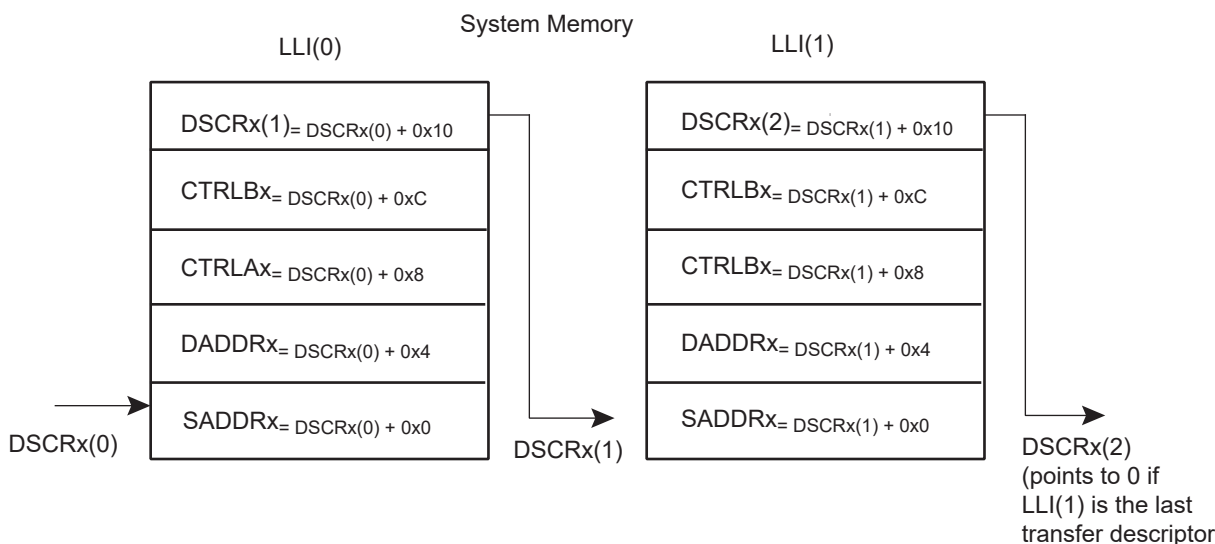 System Memory
LLI(0)
LLI(1)
DSCRx(1)= DSCRx(0) + 0x10
CTRLBx= DSCRx(0) + 0xC
CTRLAx= DSCRx(0) + 0x8
DADDRx= DSCRx(0) + 0x4
SADDRx= DSCRx(0) + 0x0
DSCRx(0)
DSCRx(1)
DSCRx(2)= DSCRx(1) + 0x10
CTRLBx= DSCRx(1) + 0xC
CTRLBx= DSCRx(1) + 0x8
DADDRx= DSCRx(1) + 0x4
SADDRx= DSCRx(1) + 0x0
DSCRx(2)
(points to 0 if
LLI(1) is the last
transfer descriptor